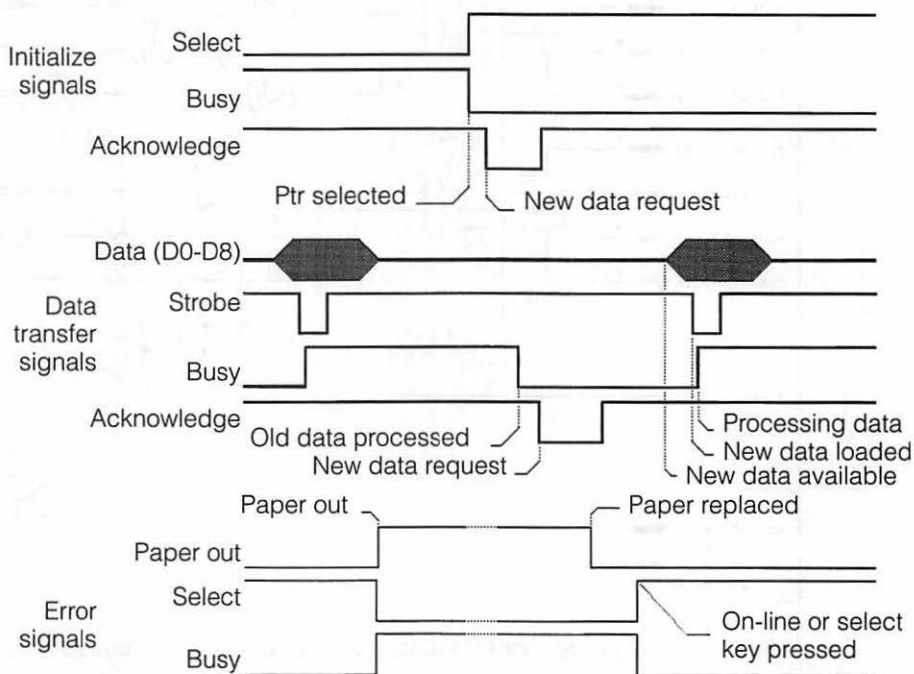 Initialize
signals
Select
Busy
Acknowledge
Ptr selected
New data request
Data (D0-D8)
Data
transfer
signals
Strobe
Busy
Acknowledge
Old data processed
New data request
Processing data
New data loaded
New data available
Paper out
Paper replaced
Paper out
Error
signals
Select
Busy
On-line or select
key pressed